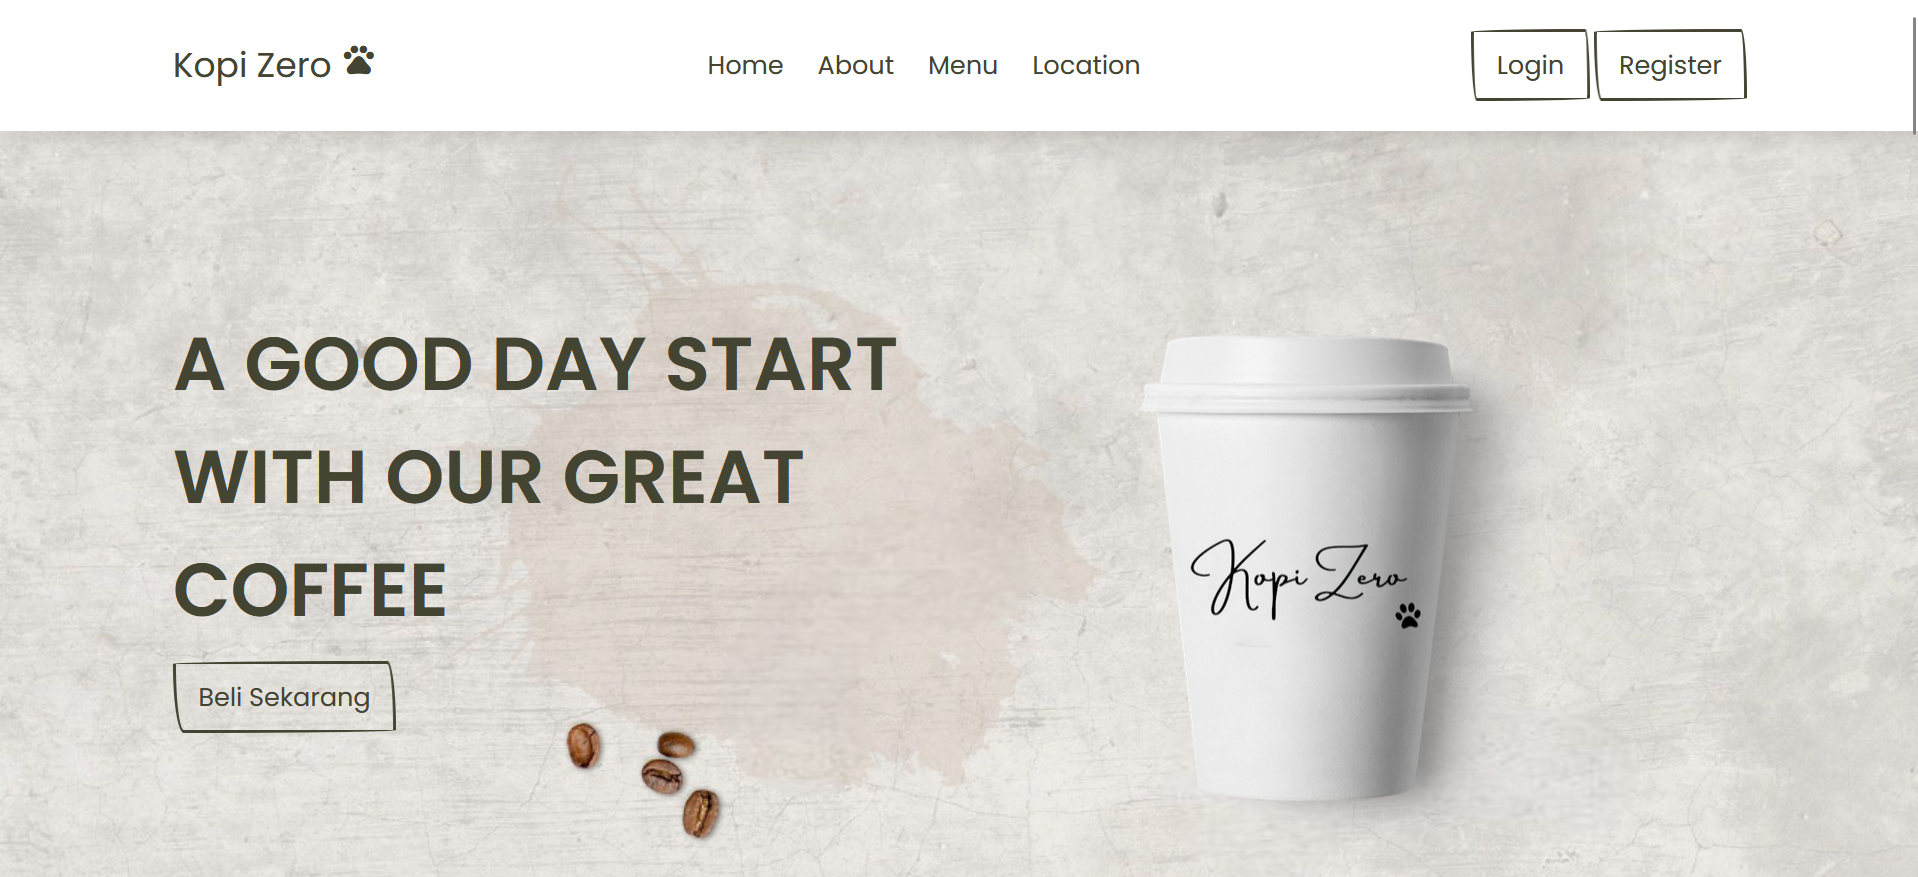 Kopi Zero
Home About Menu Location
Login Register
A GOOD DAY START
WITH OUR GREAT
COFFEE
Beli Sekarang
Kopi Zero